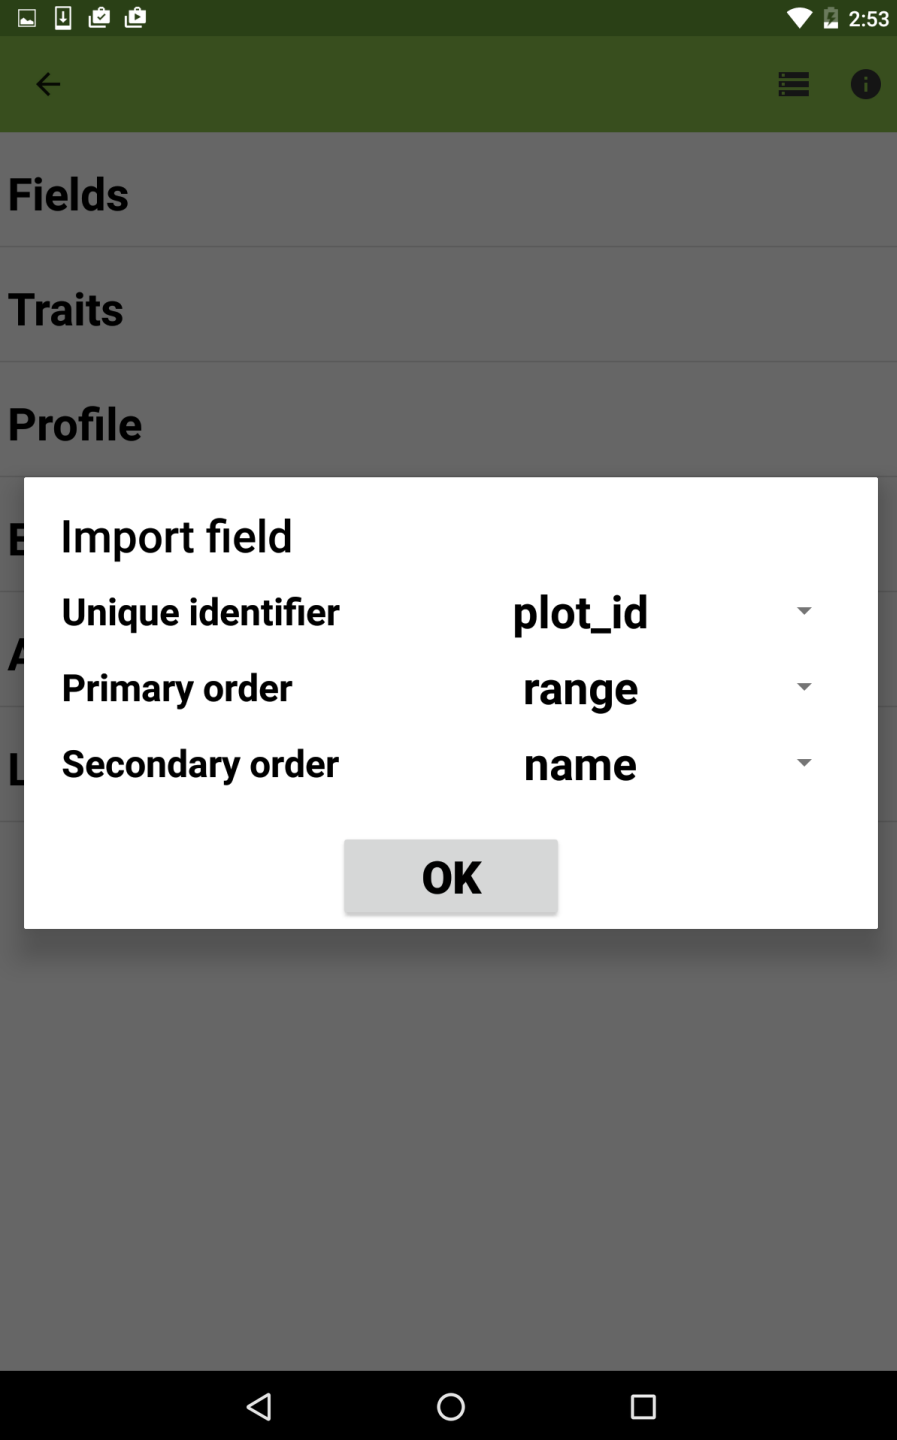 2:53
Fields
Traits
Profile
Import field
Unique identifier plot_id
Primary order range
Secondary order name
OK